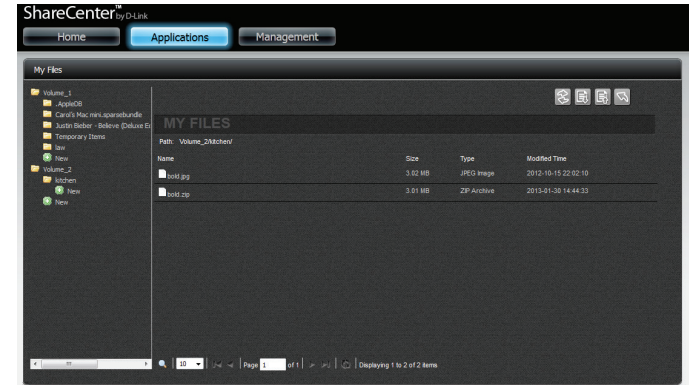 ShareCenter™ by D-Link
Home Applications Management
My Files
Volume_1
.AppleDB
Carol's Mac mini.sparsebundle
Justin Bieber - Believe (Deluxe Ed
Temporary Items
law
New
Volume_2
kitchen
New
New
MY FILES
Path: Volume_2/kitchen/
Name Size Type Modified Time
bold.jpg 3.02 MB JPEG Image 2012-10-15 22:02:10
bold.zip 3.01 MB ZIP Archive 2013-01-30 14:44:33
10 Page 1 of 1 Displaying 1 to 2 of 2 items